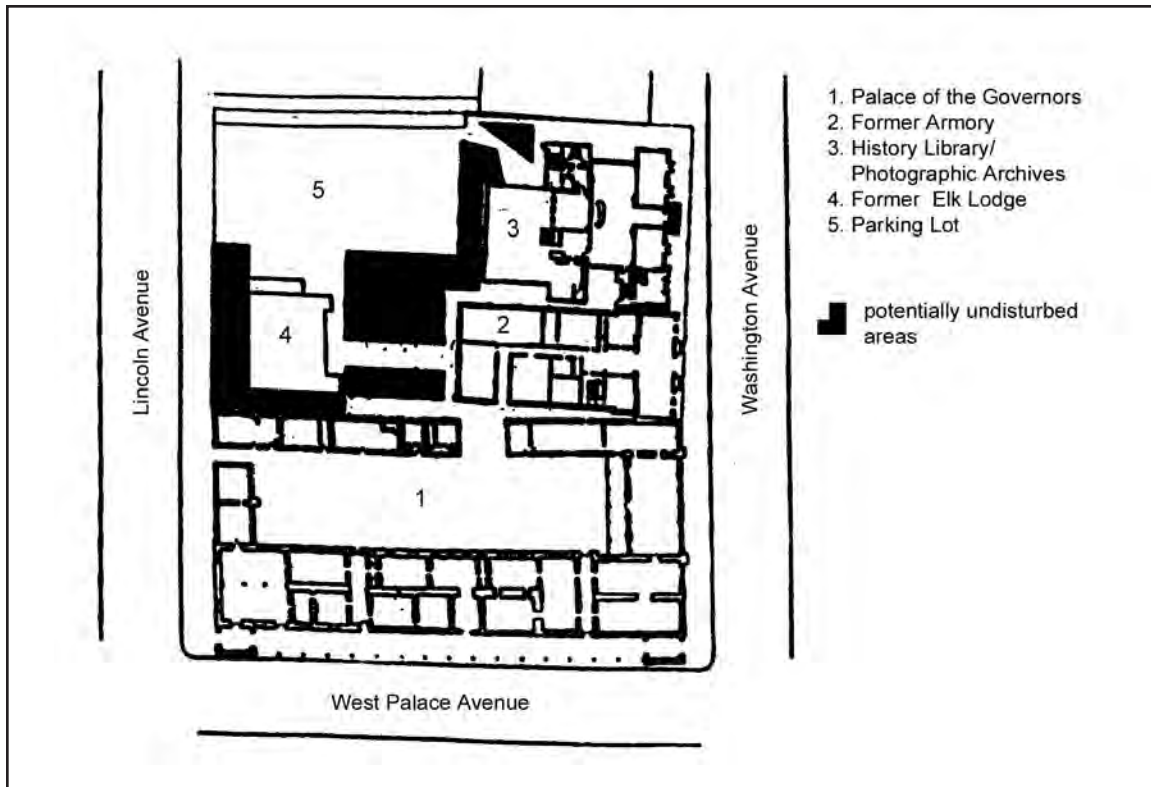 1. Palace of the Governors
2. Former Armory
3. History Library/
Photographic Archives
4. Former Elk Lodge
5. Parking Lot
potentially undisturbed
areas
5
3
2
4
1
Lincoln Avenue
Washington Avenue
West Palace Avenue